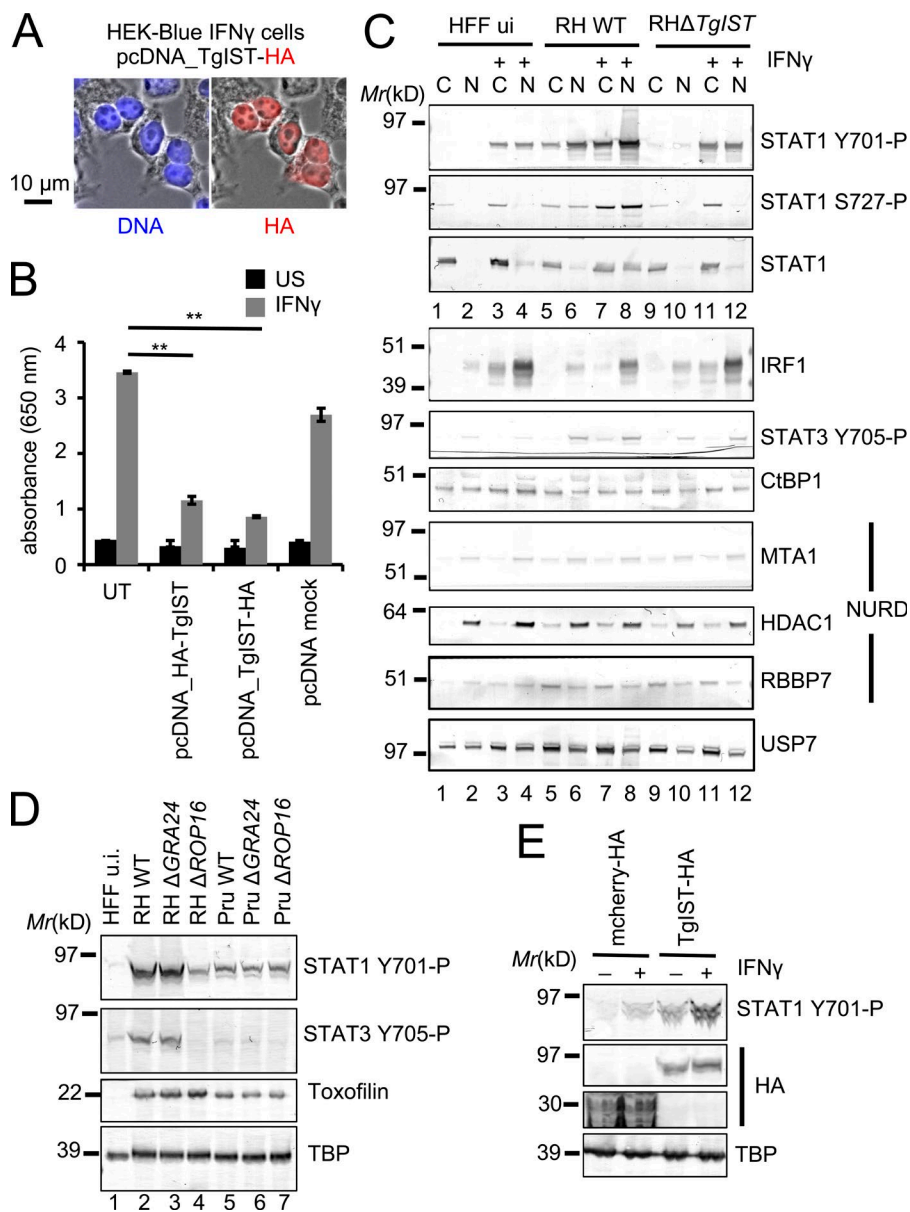 A
HEK-Blue IFNγ cells
pcDNA_TgIST-HA
10 µm
DNA
HA
B
US
IFNγ
**
**
absorbance (650 nm)
4
3
2
1
0
UT
pcDNA_HA-TgIST
pcDNA_TgIST-HA
pcDNA mock
C
HFF ui
RH WT
RHΔTgIST
+ + + + + + IFNγ
Mr(kD) C N C N C N C N C N C N
97 STAT1 Y701-P
97 STAT1 S727-P
STAT1
1 2 3 4 5 6 7 8 9 10 11 12
51 IRF1
39
97 STAT3 Y705-P
51 CtBP1
97 MTA1
51
64 HDAC1
NURD
51 RBBP7
97 USP7
1 2 3 4 5 6 7 8 9 10 11 12
D
HFF u.i.
RH WT
RH ΔGRA24
RH ΔROP16
Pru WT
Pru ΔGRA24
Pru ΔROP16
Mr(kD)
97 STAT1 Y701-P
97 STAT3 Y705-P
22 Toxofilin
39 TBP
1 2 3 4 5 6 7
E
mcherry-HA
TgIST-HA
Mr(kD) – + – + IFNγ
97 STAT1 Y701-P
97
HA
30
39 TBP